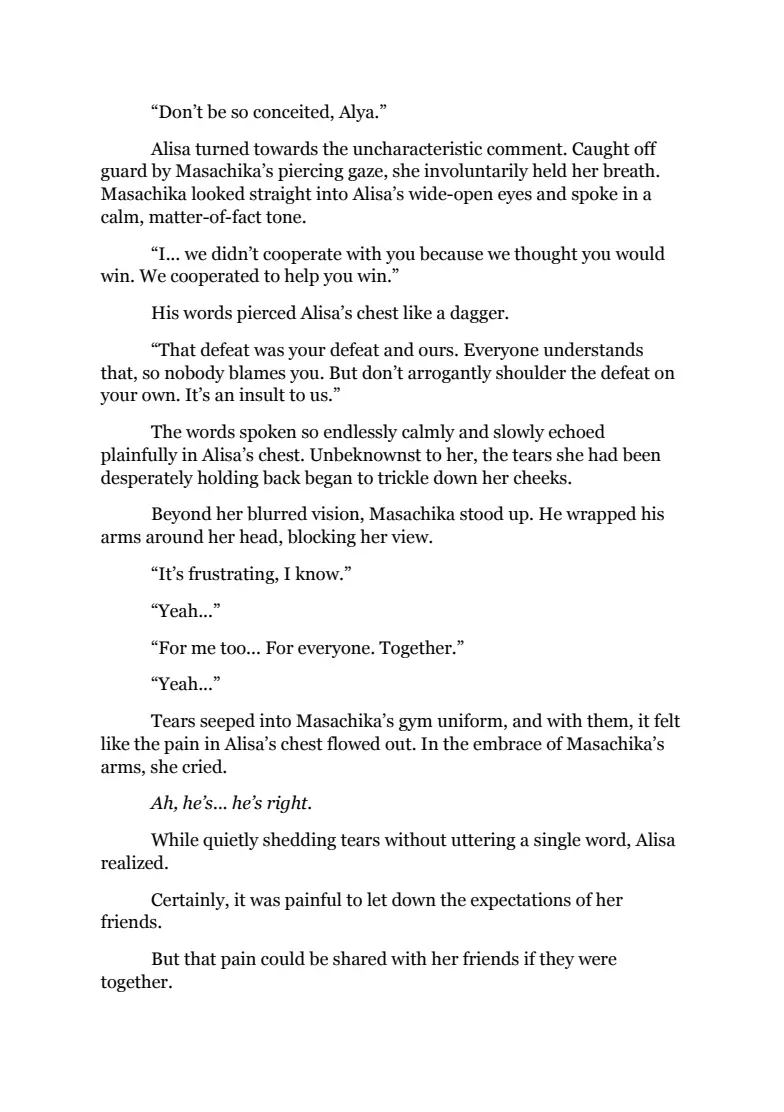 “Don’t be so conceited, Alya.”
Alisa turned towards the uncharacteristic comment. Caught off
guard by Masachika’s piercing gaze, she involuntarily held her breath.
Masachika looked straight into Alisa’s wide-open eyes and spoke in a
calm, matter-of-fact tone.
“I... we didn’t cooperate with you because we thought you would
win. We cooperated to help you win.”
His words pierced Alisa’s chest like a dagger.
“That defeat was your defeat and ours. Everyone understands
that, so nobody blames you. But don’t arrogantly shoulder the defeat on
your own. It’s an insult to us.”
The words spoken so endlessly calmly and slowly echoed
plainfully in Alisa’s chest. Unbeknownst to her, the tears she had been
desperately holding back began to trickle down her cheeks.
Beyond her blurred vision, Masachika stood up. He wrapped his
arms around her head, blocking her view.
“It’s frustrating, I know.”
“Yeah...”
“For me too... For everyone. Together.”
“Yeah...”
Tears seeped into Masachika’s gym uniform, and with them, it felt
like the pain in Alisa’s chest flowed out. In the embrace of Masachika’s
arms, she cried.
Ah, he’s... he’s right.
While quietly shedding tears without uttering a single word, Alisa
realized.
Certainly, it was painful to let down the expectations of her
friends.
But that pain could be shared with her friends if they were
together.